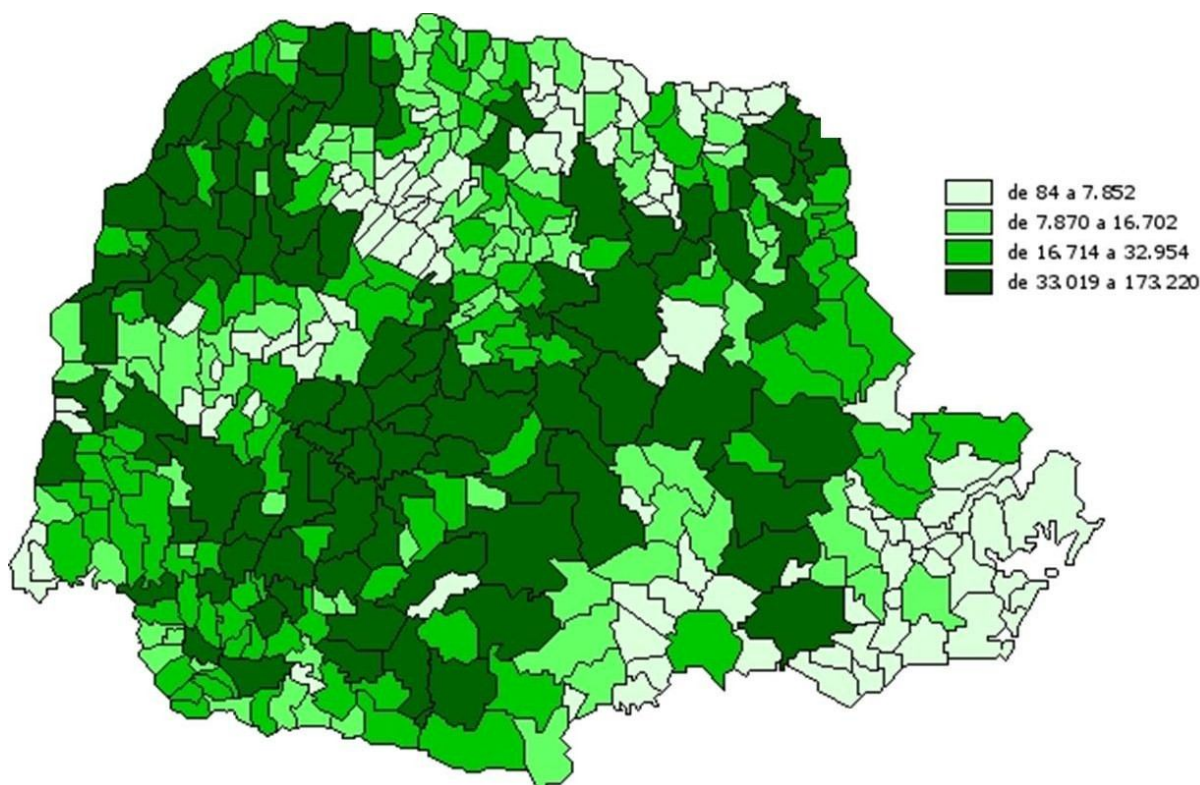 de 84 a 7.852
de 7.870 a 16.702
de 16.714 a 32.954
de 33.019 a 173.220